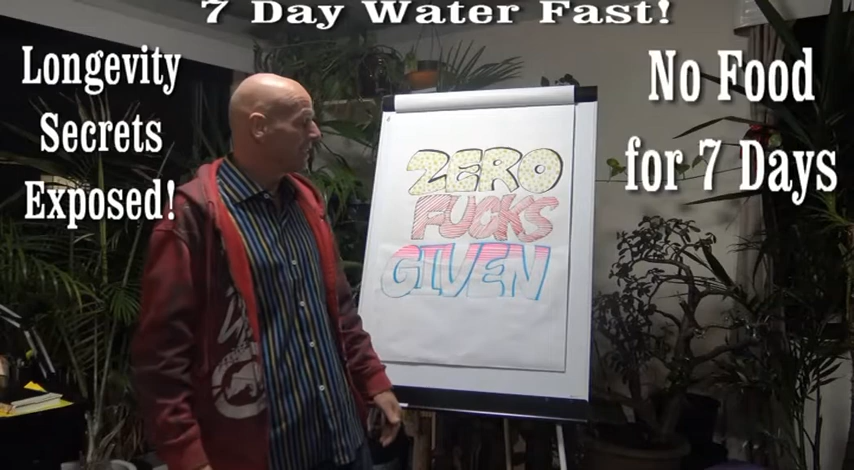 7 Day Water Fast!
Longevity
Secrets
Exposed!
No Food
for 7 Days
ZERO
FUCKS
GIVEN